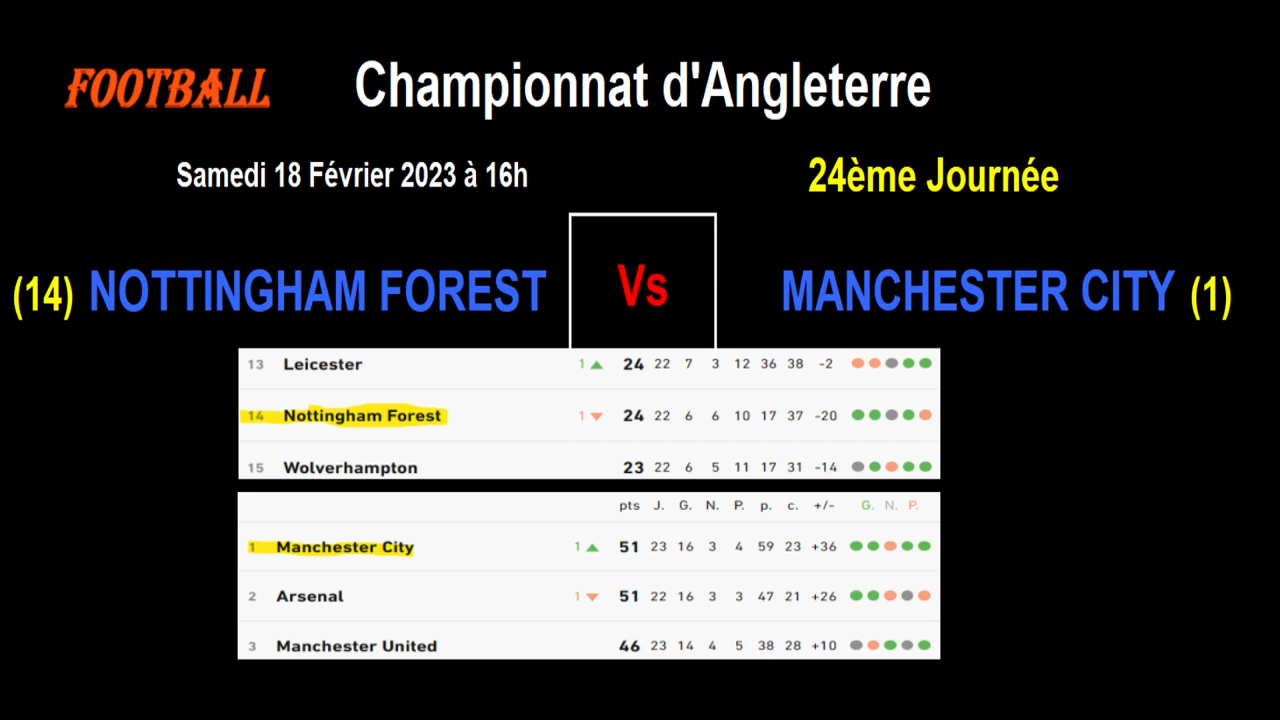 FOOTBALL Championnat d'Angleterre
Samedi 18 Février 2023 à 16h 24ème Journée
(14) NOTTINGHAM FOREST Vs MANCHESTER CITY (1)
13 Leicester 1 24 22 7 3 12 36 38 -2
14 Nottingham Forest 1 24 22 6 6 10 17 37 -20
15 Wolverhampton 23 22 6 5 11 17 31 -14
pts J. G. N. P. p. c. +/- G. N. P.
1 Manchester City 1 51 23 16 3 4 59 23 +36
2 Arsenal 1 51 22 16 3 3 47 21 +26
3 Manchester United 46 23 14 4 5 38 28 +10